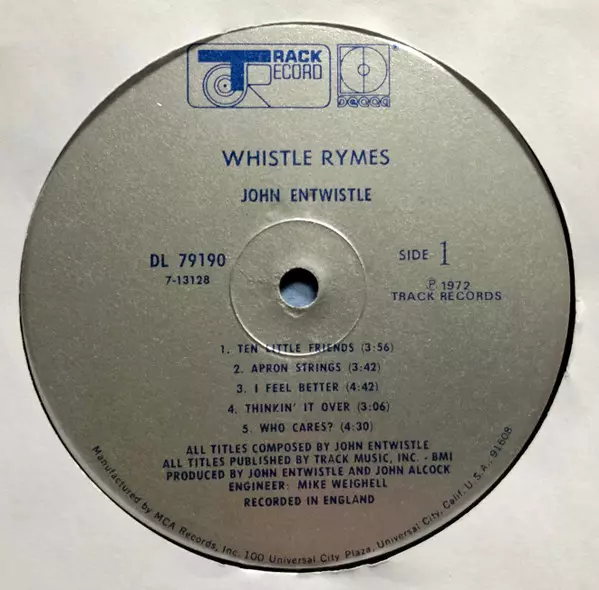 TRACK
RECORD
DECCA
®
WHISTLE RYMES
JOHN ENTWISTLE
DL 79190
7-13128
SIDE 1
℗ 1972
TRACK RECORDS
1. TEN LITTLE FRIENDS (3:56)
2. APRON STRINGS (3:42)
3. I FEEL BETTER (4:42)
4. THINKIN' IT OVER (3:06)
5. WHO CARES? (4:30)
ALL TITLES COMPOSED BY JOHN ENTWISTLE
ALL TITLES PUBLISHED BY TRACK MUSIC, INC. - BMI
PRODUCED BY JOHN ENTWISTLE AND JOHN ALCOCK
ENGINEER: MIKE WEIGHELL
RECORDED IN ENGLAND
Manufactured by MCA Records, Inc. 100 Universal City Plaza, Universal City, Calif. U.S.A. 91608